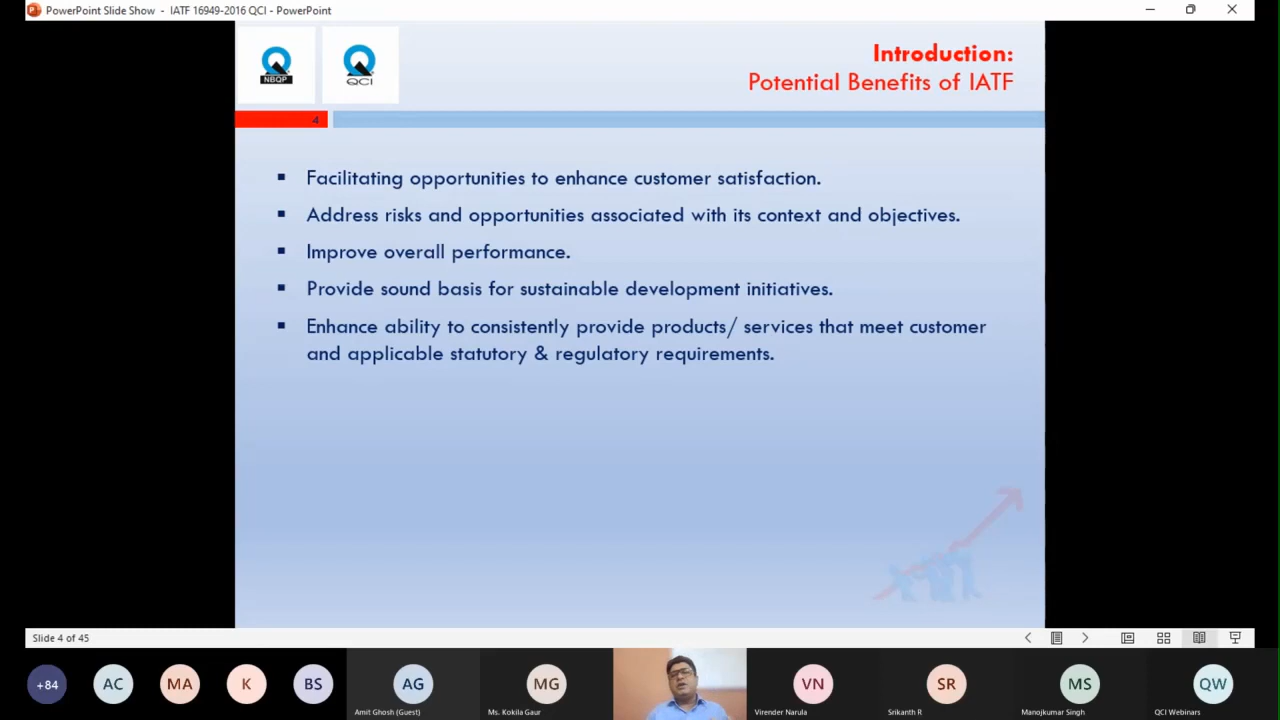 PowerPoint Slide Show - IATF 16949-2016 QCI - PowerPoint
NBQP
QCI
Introduction:
Potential Benefits of IATF
4
Facilitating opportunities to enhance customer satisfaction.
Address risks and opportunities associated with its context and objectives.
Improve overall performance.
Provide sound basis for sustainable development initiatives.
Enhance ability to consistently provide products/ services that meet customer
and applicable statutory & regulatory requirements.
Slide 4 of 45
+84
AC
MA
K
BS
AG
MG
VN
SR
MS
QW
Amit Ghosh (Guest)
Ms. Kokila Gaur
Virender Narula
Srikanth R
Manojkumar Singh
QCI Webinars